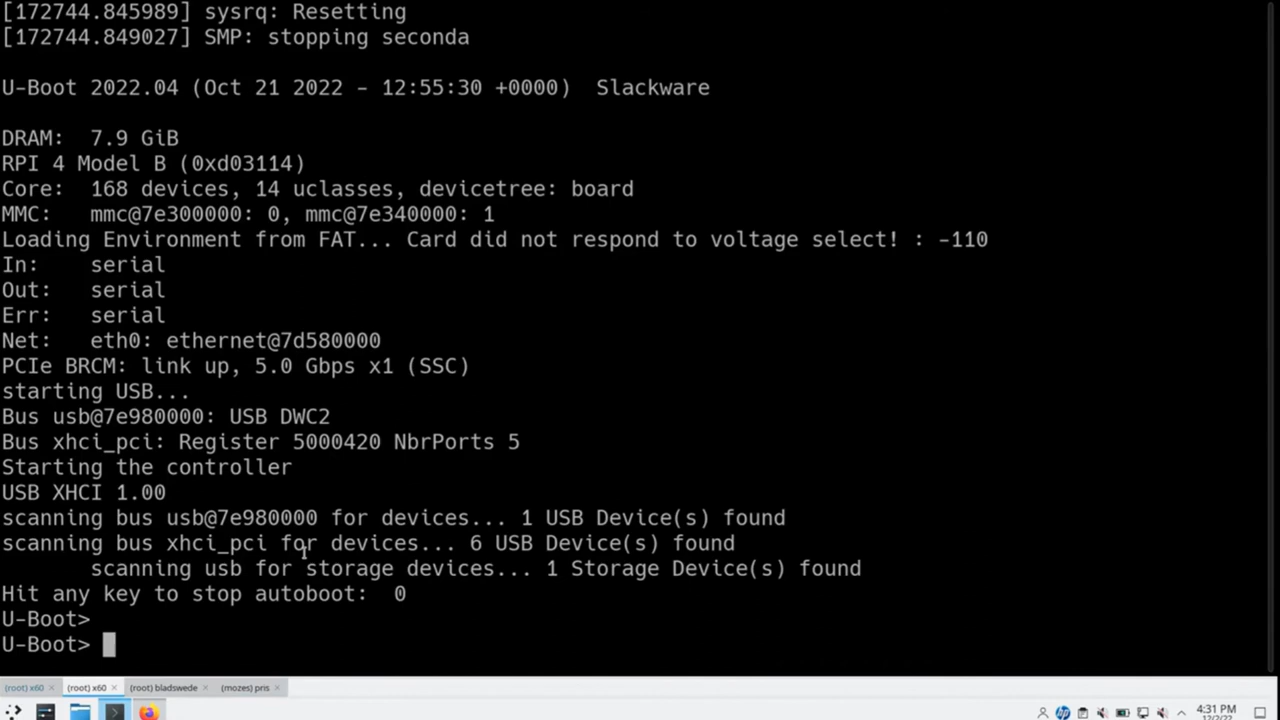 [172744.845989] sysrq: Resetting
[172744.849027] SMP: stopping seconda
U-Boot 2022.04 (Oct 21 2022 - 12:55:30 +0000)  Slackware
DRAM:  7.9 GiB
RPI 4 Model B (0xd03114)
Core:  168 devices, 14 uclasses, devicetree: board
MMC:   mmc@7e300000: 0, mmc@7e340000: 1
Loading Environment from FAT... Card did not respond to voltage select! : -110
In:    serial
Out:   serial
Err:   serial
Net:   eth0: ethernet@7d580000
PCIe BRCM: link up, 5.0 Gbps x1 (SSC)
starting USB...
Bus usb@7e980000: USB DWC2
Bus xhci_pci: Register 5000420 NbrPorts 5
Starting the controller
USB XHCI 1.00
scanning bus usb@7e980000 for devices... 1 USB Device(s) found
scanning bus xhci_pci for devices... 6 USB Device(s) found
       scanning usb for storage devices... 1 Storage Device(s) found
Hit any key to stop autoboot:  0
U-Boot>
U-Boot>
(root) x60 (root) x60 (root) bladswede (mozes) pris
4:31 PM
12/2/22